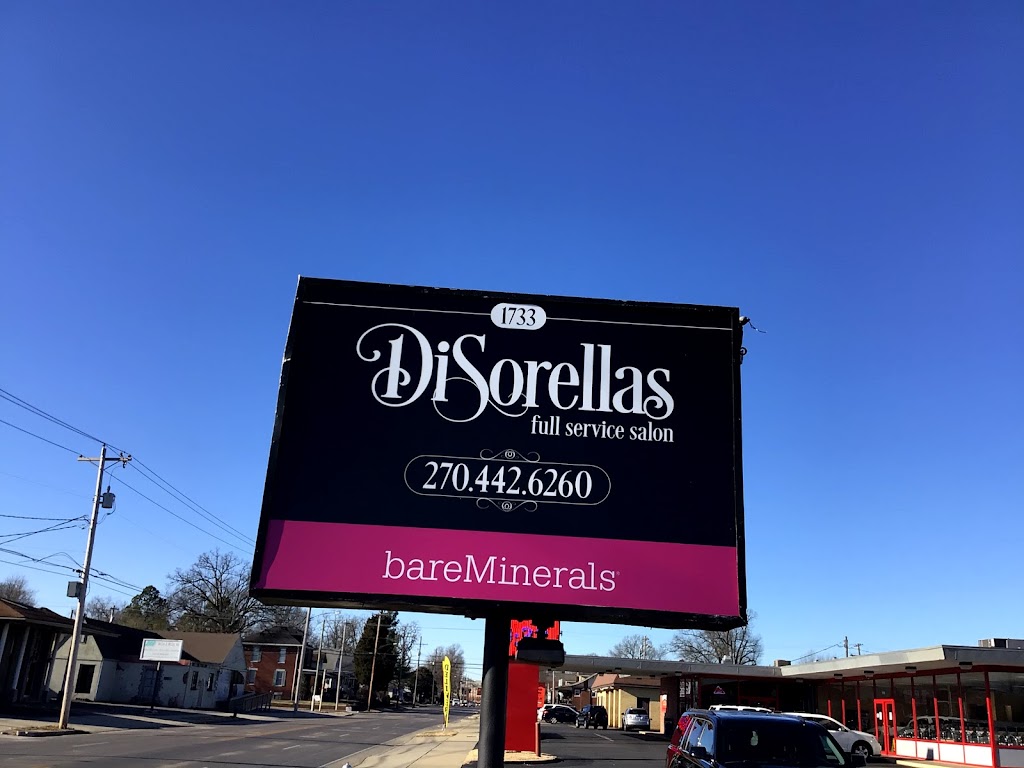 1733
DiSorellas
full service salon
270.442.6260
bareMinerals®